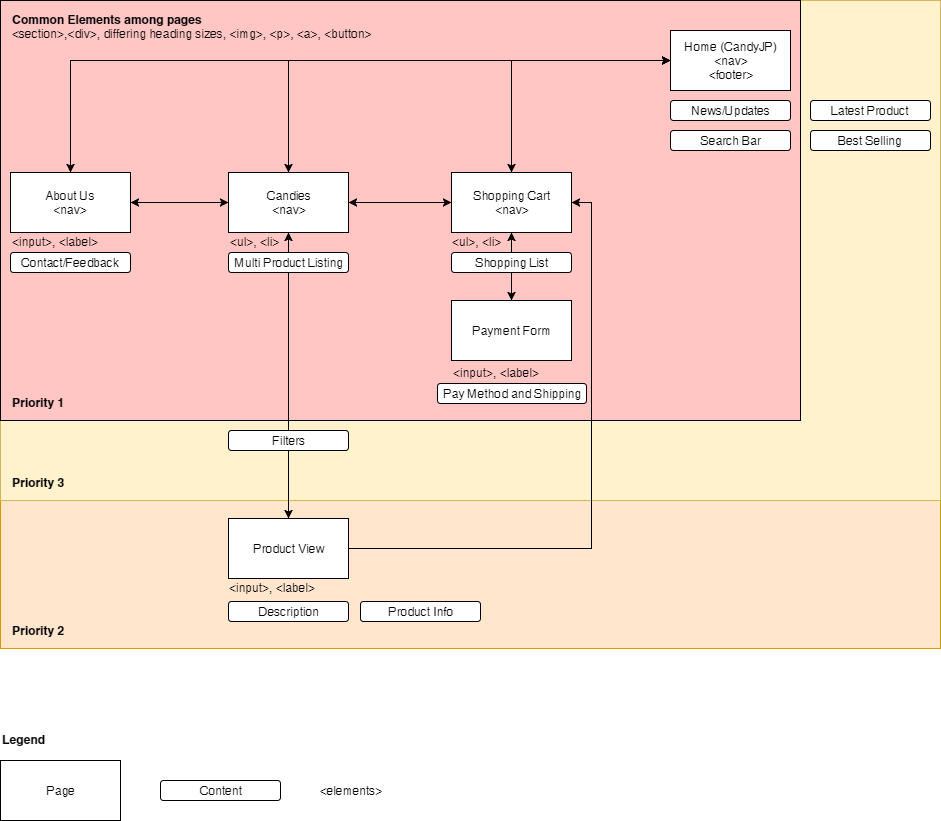 Common Elements among pages
<section>,<div>, differing heading sizes, <img>, <p>, <a>, <button>
Home (CandyJP)
<nav>
<footer>
News/Updates
Latest Product
Search Bar
Best Selling
About Us
<nav>
Candies
<nav>
Shopping Cart
<nav>
<input>, <label>
<ul>, <li>
<ul>, <li>
Contact/Feedback
Multi Product Listing
Shopping List
Payment Form
<input>, <label>
Pay Method and Shipping
Priority 1
Filters
Priority 3
Product View
<input>, <label>
Description
Product Info
Priority 2
Legend
Page
Content
<elements>